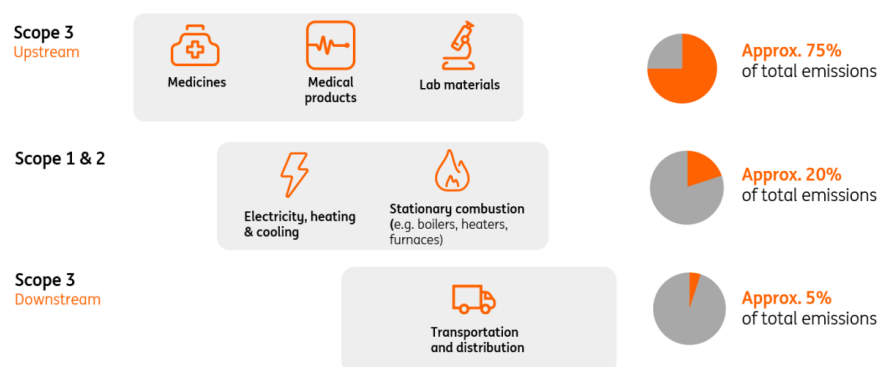 Scope 3
Upstream
Medicines
Medical
products
Lab materials
Approx. 75%
of total emissions
Scope 1 & 2
Electricity, heating
& cooling
Stationary combustion
(e.g. boilers, heaters,
furnaces)
Approx. 20%
of total emissions
Scope 3
Downstream
Transportation
and distribution
Approx. 5%
of total emissions